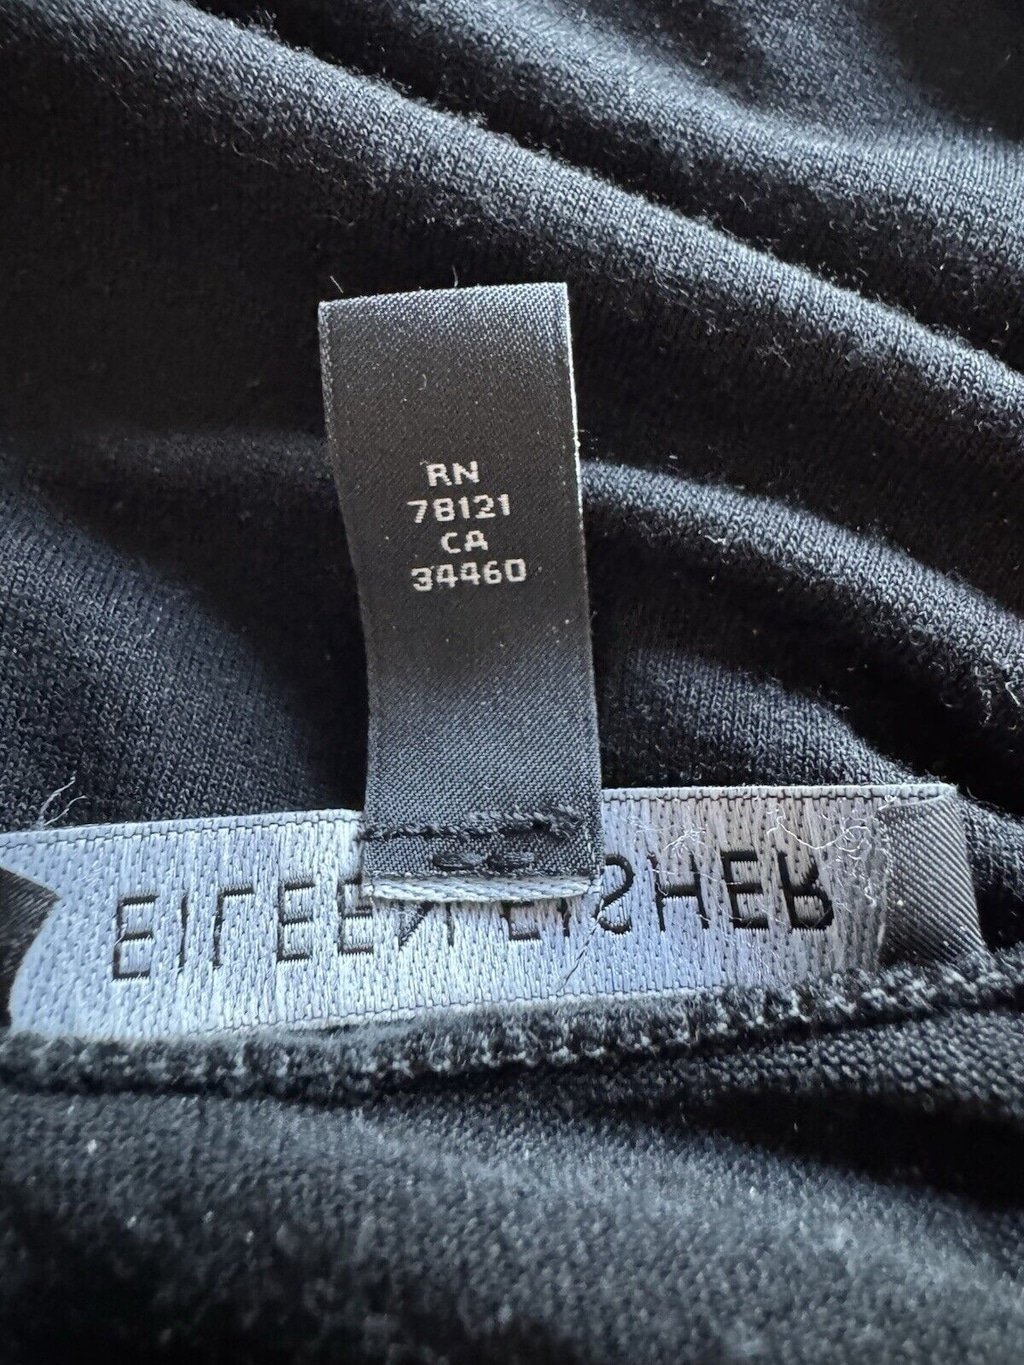 RN
78121
CA
34460
EILEEN FISHER